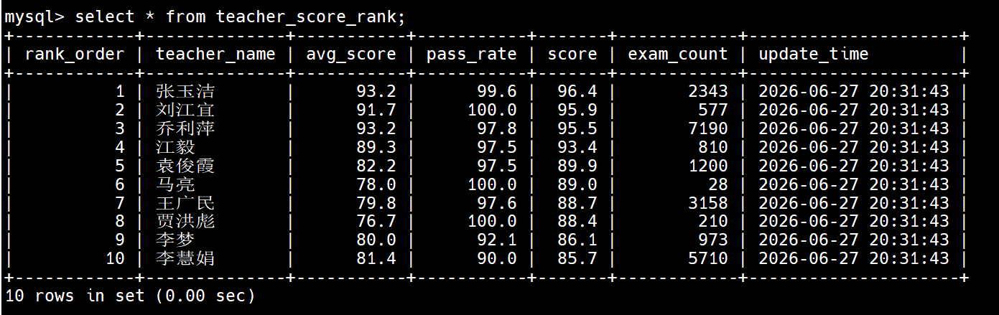 mysql> select * from teacher_score_rank;
+------------+--------------+-----------+-----------+-------+------------+---------------------+
| rank_order | teacher_name | avg_score | pass_rate | score | exam_count | update_time         |
+------------+--------------+-----------+-----------+-------+------------+---------------------+
|          1 | 张玉洁       |      93.2 |      99.6 |  96.4 |       2343 | 2026-06-27 20:31:43 |
|          2 | 刘江宜       |      91.7 |     100.0 |  95.9 |        577 | 2026-06-27 20:31:43 |
|          3 | 乔利萍       |      93.2 |      97.8 |  95.5 |       7190 | 2026-06-27 20:31:43 |
|          4 | 江毅         |      89.3 |      97.5 |  93.4 |        810 | 2026-06-27 20:31:43 |
|          5 | 袁俊霞       |      82.2 |      97.5 |  89.9 |       1200 | 2026-06-27 20:31:43 |
|          6 | 马亮         |      78.0 |     100.0 |  89.0 |         28 | 2026-06-27 20:31:43 |
|          7 | 王广民       |      79.8 |      97.6 |  88.7 |       3158 | 2026-06-27 20:31:43 |
|          8 | 贾洪彪       |      76.7 |     100.0 |  88.4 |        210 | 2026-06-27 20:31:43 |
|          9 | 李梦         |      80.0 |      92.1 |  86.1 |        973 | 2026-06-27 20:31:43 |
|         10 | 李慧娟       |      81.4 |      90.0 |  85.7 |       5710 | 2026-06-27 20:31:43 |
+------------+--------------+-----------+-----------+-------+------------+---------------------+
10 rows in set (0.00 sec)